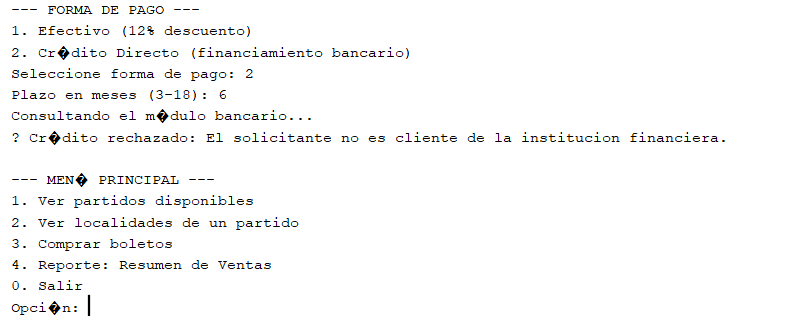 --- FORMA DE PAGO ---
1. Efectivo (12% descuento)
2. Cr�dito Directo (financiamiento bancario)
Seleccione forma de pago: 2
Plazo en meses (3-18): 6
Consultando el m�dulo bancario...
? Cr�dito rechazado: El solicitante no es cliente de la institucion financiera.
--- MEN� PRINCIPAL ---
1. Ver partidos disponibles
2. Ver localidades de un partido
3. Comprar boletos
4. Reporte: Resumen de Ventas
0. Salir
Opci�n: